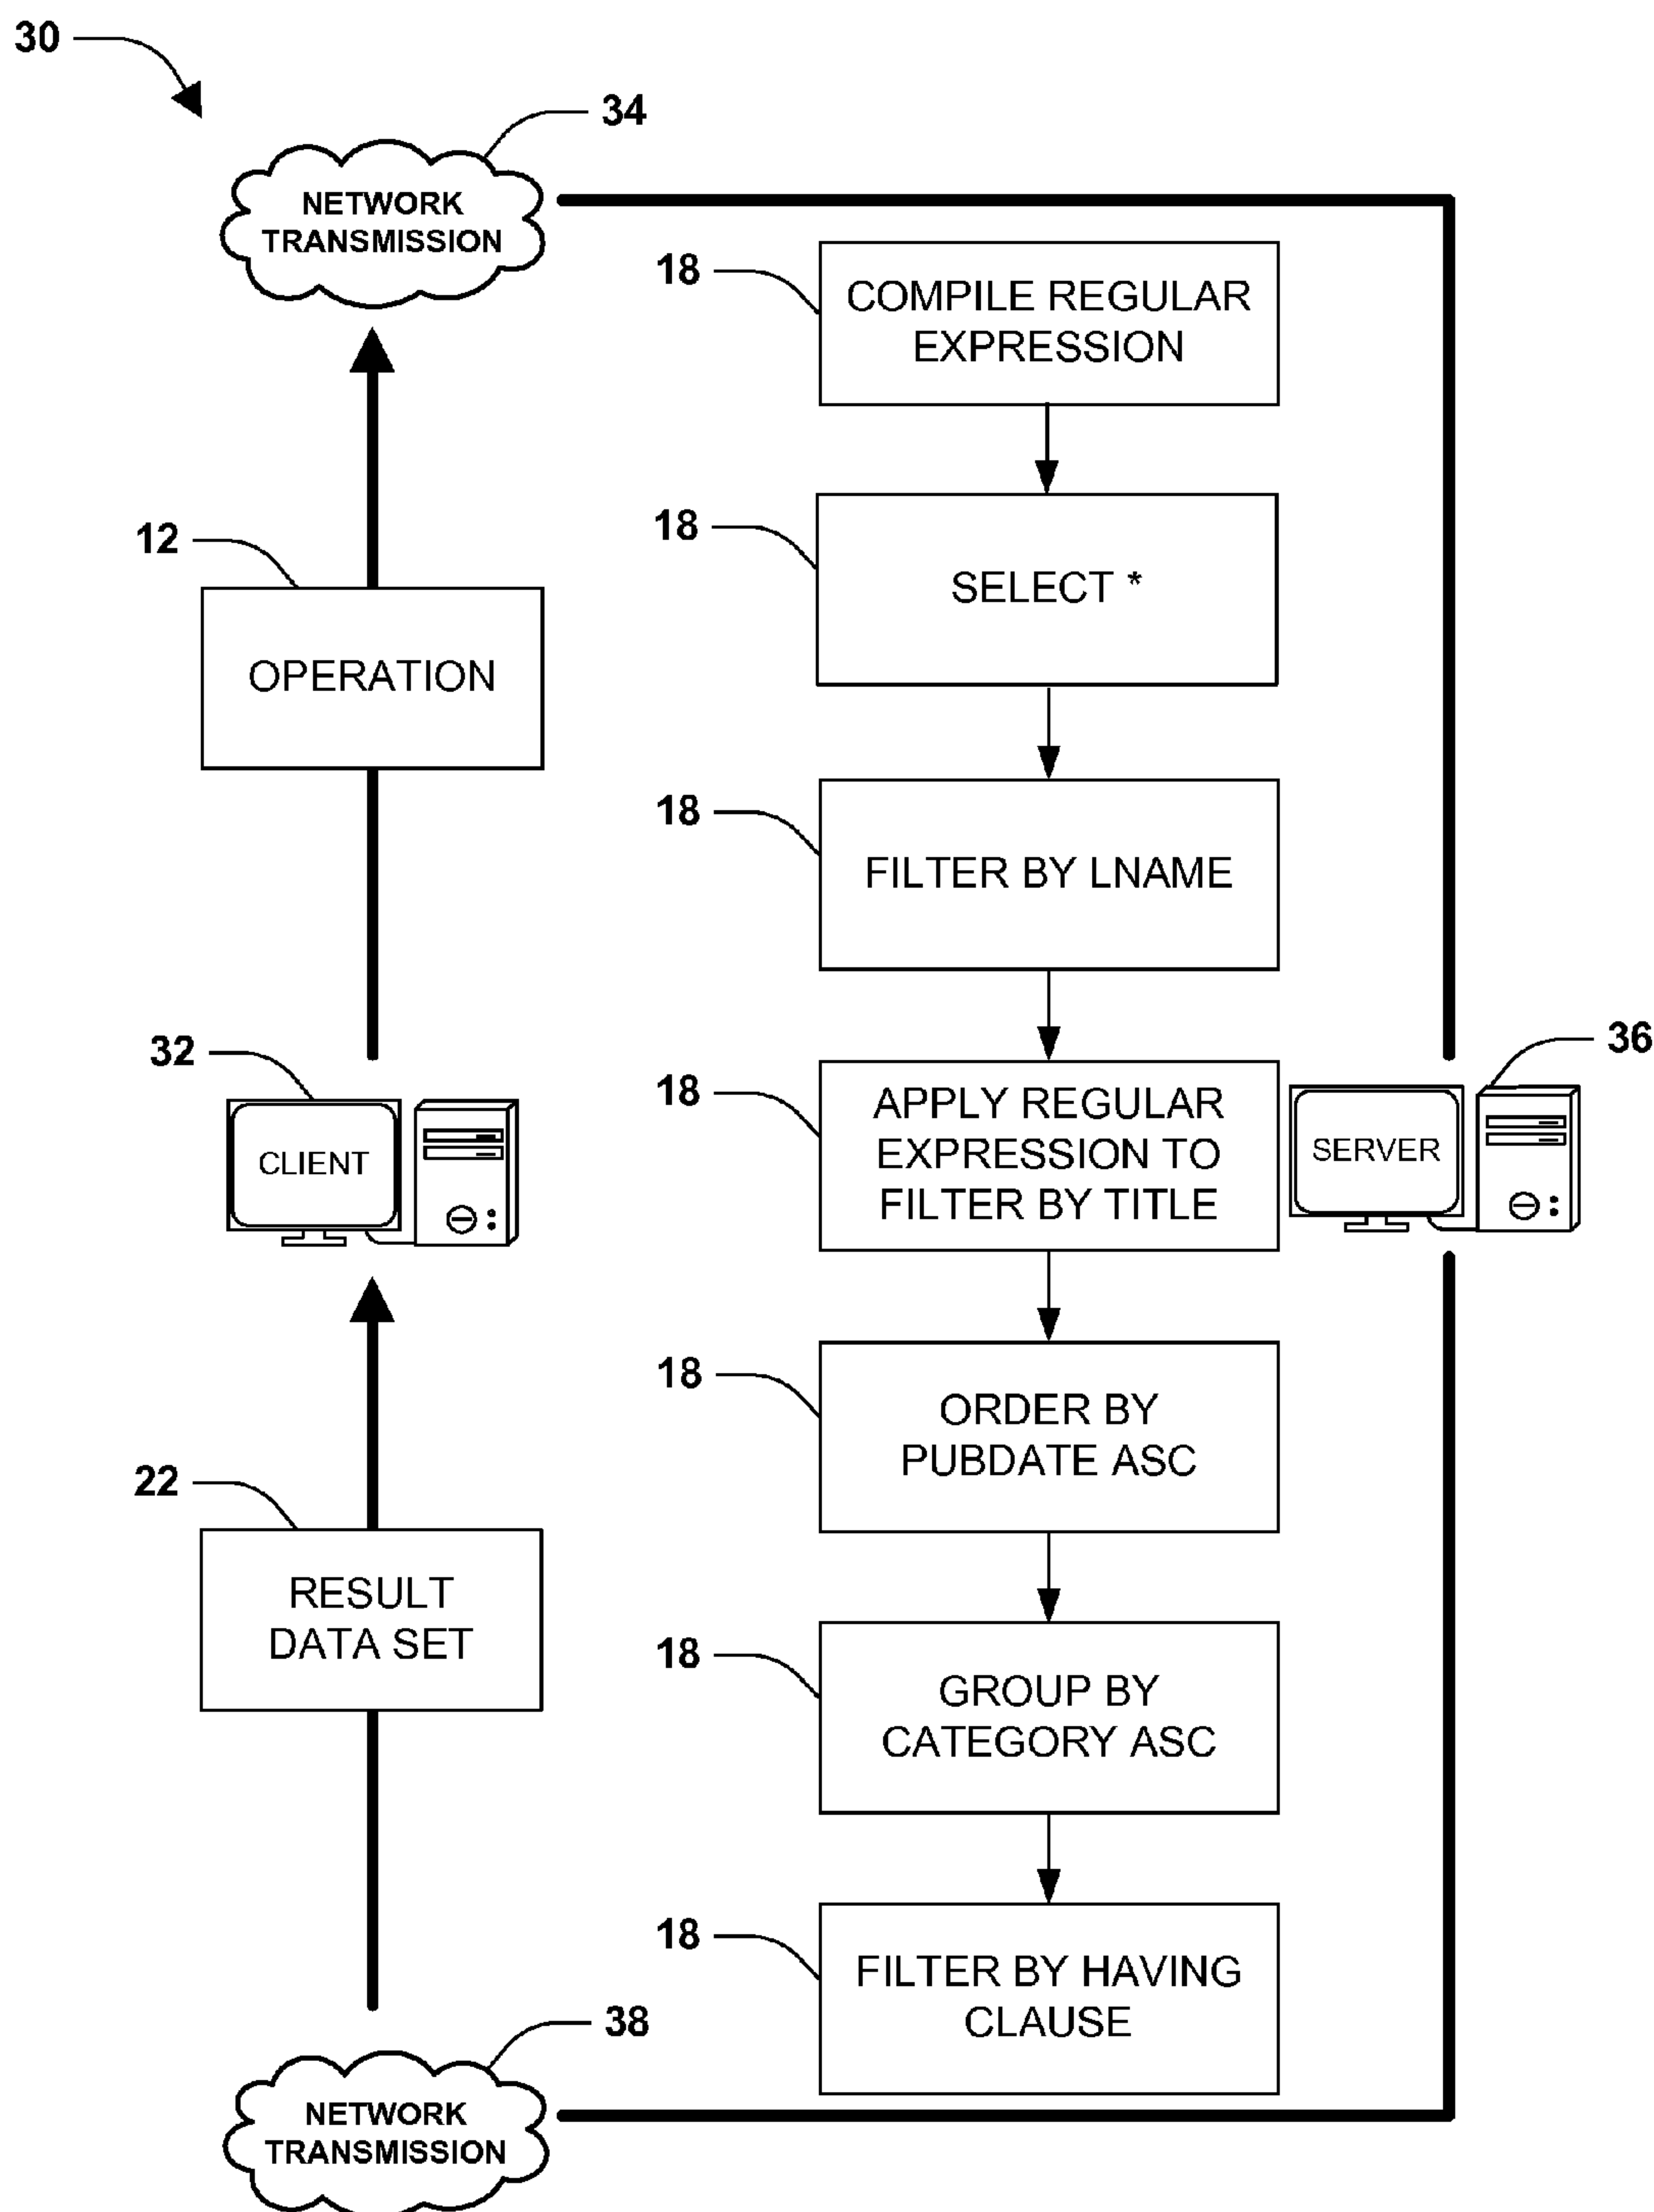 30
34
NETWORK
TRANSMISSION
18
COMPILE REGULAR
EXPRESSION
12
OPERATION
18
SELECT *
18
FILTER BY LNAME
32
CLIENT
18
APPLY REGULAR
EXPRESSION TO
FILTER BY TITLE
36
SERVER
18
ORDER BY
PUBDATE ASC
22
RESULT
DATA SET
18
GROUP BY
CATEGORY ASC
18
FILTER BY HAVING
CLAUSE
38
NETWORK
TRANSMISSION